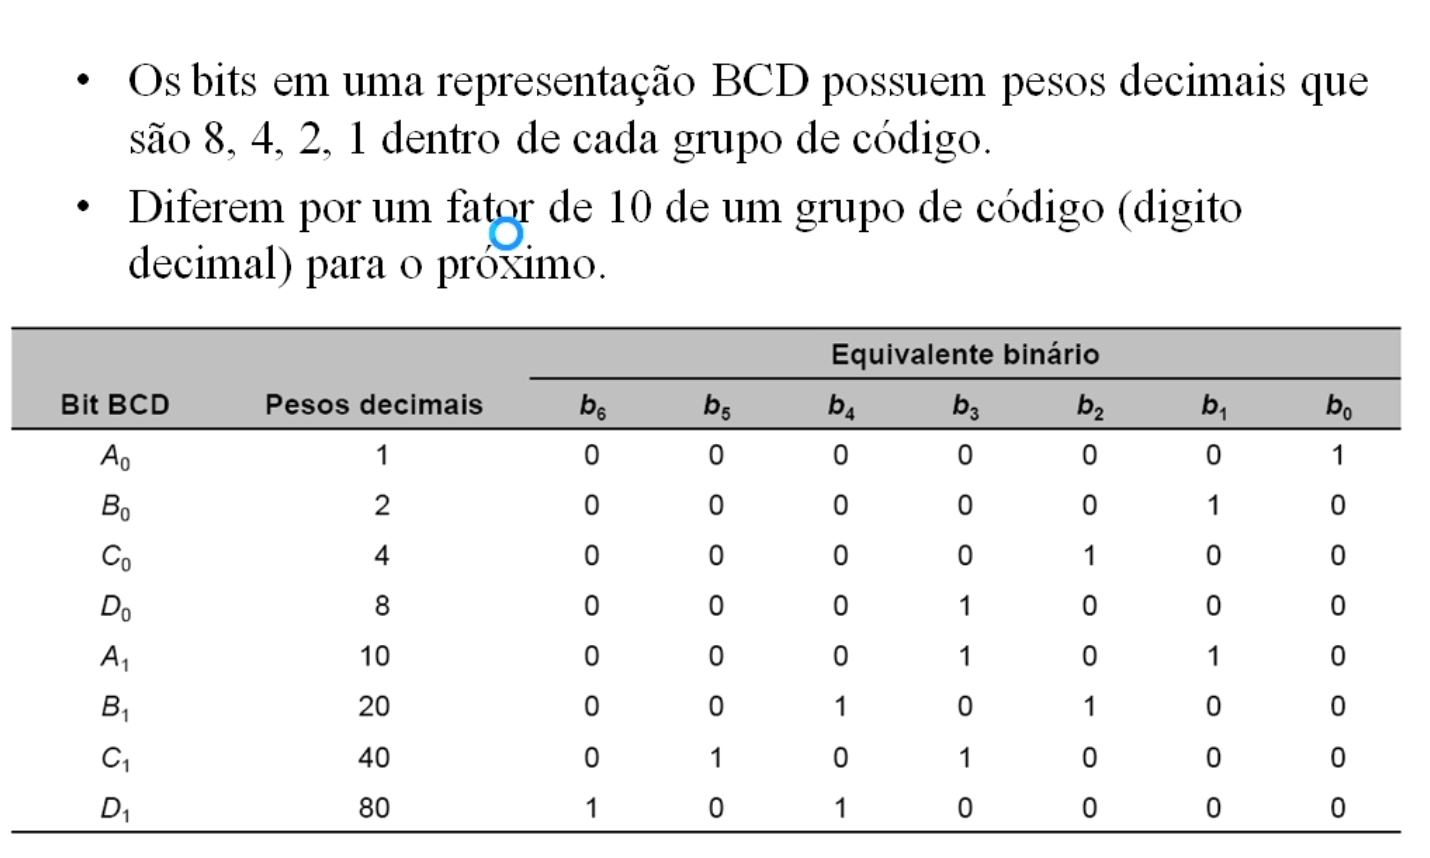 • Os bits em uma representação BCD possuem pesos decimais que
são 8, 4, 2, 1 dentro de cada grupo de código.
• Diferem por um fator de 10 de um grupo de código (digito
decimal) para o próximo.
Equivalente binário
Bit BCD Pesos decimais b₆ b₅ b₄ b₃ b₂ b₁ b₀
A₀ 1 0 0 0 0 0 0 1
B₀ 2 0 0 0 0 0 1 0
C₀ 4 0 0 0 0 1 0 0
D₀ 8 0 0 0 1 0 0 0
A₁ 10 0 0 0 1 0 1 0
B₁ 20 0 0 1 0 1 0 0
C₁ 40 0 1 0 1 0 0 0
D₁ 80 1 0 1 0 0 0 0